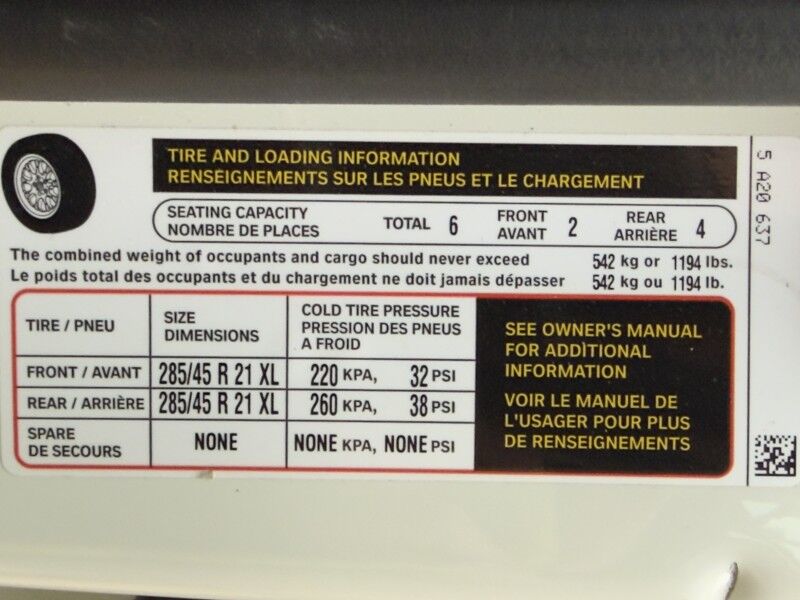 TIRE AND LOADING INFORMATION
RENSEIGNEMENTS SUR LES PNEUS ET LE CHARGEMENT
SEATING CAPACITY
NOMBRE DE PLACES
TOTAL 6
FRONT
AVANT 2
REAR
ARRIÈRE 4
The combined weight of occupants and cargo should never exceed 542 kg or 1194 lbs.
Le poids total des occupants et du chargement ne doit jamais dépasser 542 kg ou 1194 lb.
TIRE / PNEU
SIZE
DIMENSIONS
COLD TIRE PRESSURE
PRESSION DES PNEUS
A FROID
FRONT / AVANT 285/45 R 21 XL 220 KPA, 32 PSI
REAR / ARRIÈRE 285/45 R 21 XL 260 KPA, 38 PSI
SPARE
DE SECOURS
NONE
NONE KPA, NONE PSI
SEE OWNER'S MANUAL
FOR ADDITIONAL
INFORMATION
VOIR LE MANUEL DE
L'USAGER POUR PLUS
DE RENSEIGNEMENTS
5 A20 637